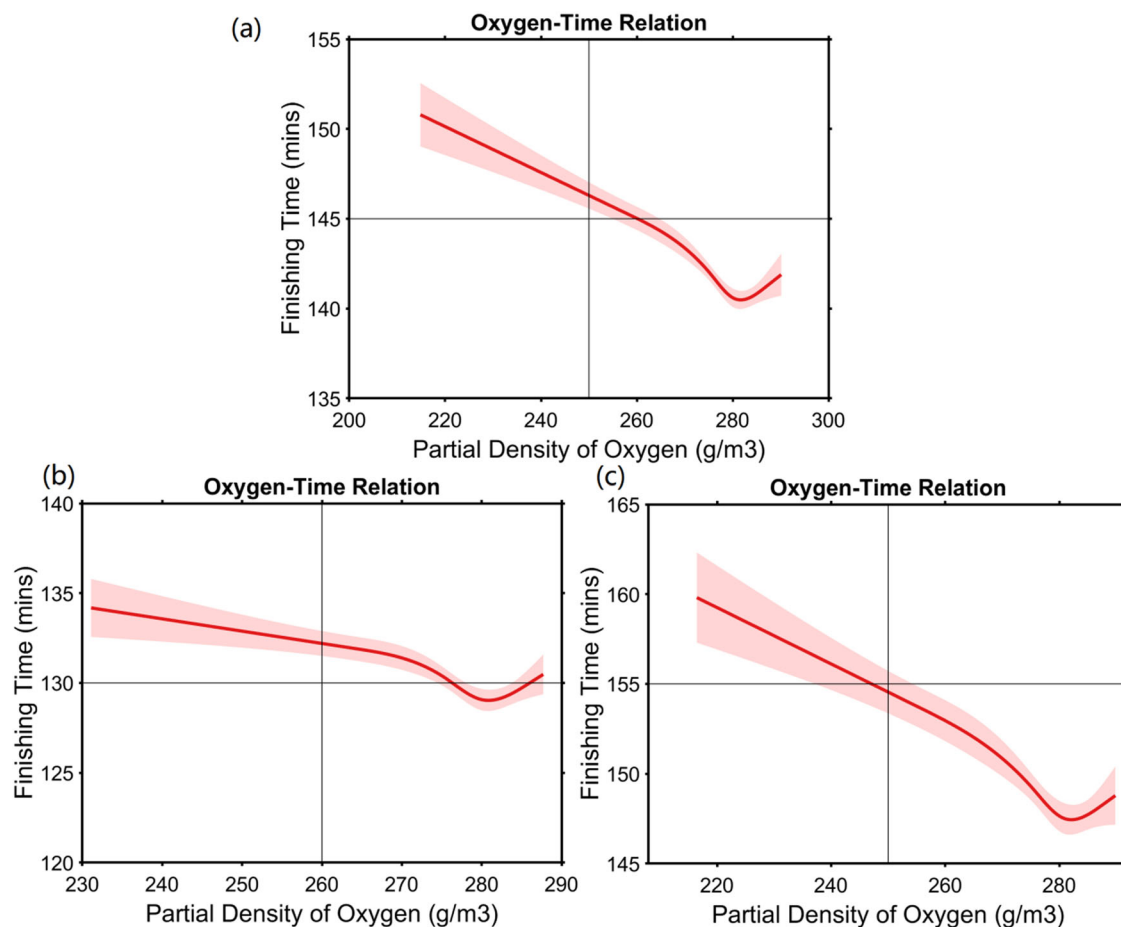 (a)
Oxygen-Time Relation
155
150
145
140
135
Finishing Time (mins)
200 220 240 260 280 300
Partial Density of Oxygen (g/m3)
(b)
Oxygen-Time Relation
140
135
130
125
120
Finishing Time (mins)
230 240 250 260 270 280 290
Partial Density of Oxygen (g/m3)
(c)
Oxygen-Time Relation
165
160
155
150
145
Finishing Time (mins)
220 240 260 280
Partial Density of Oxygen (g/m3)